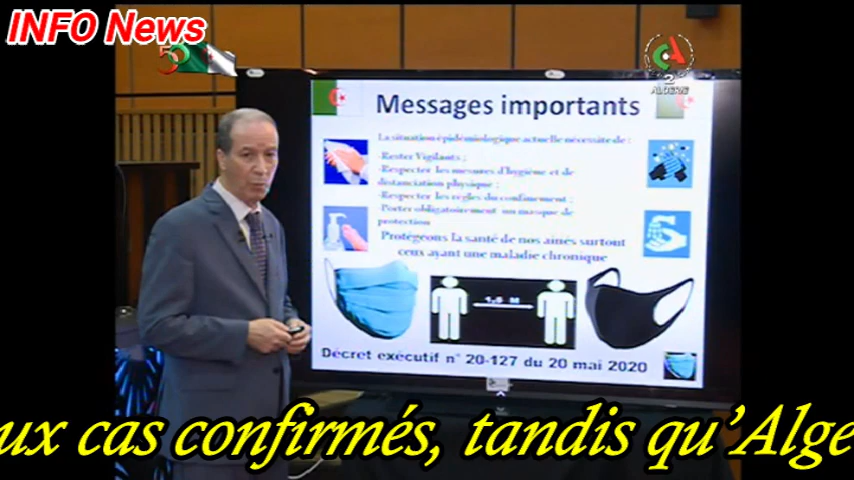 INFO News
50
2
ALGERIE
Messages importants
La situation épidémiologique actuelle nécessite de :
-Rester Vigilants ;
-Respecter les mesures d'hygiène et de
distanciation physique ;
-Respecter les règles du confinement ;
-Porter obligatoirement un masque de
protection
Protégeons la santé de nos aînés surtout
ceux ayant une maladie chronique
1,5 M
Décret exécutif n° 20-127 du 20 mai 2020
ux cas confirmés, tandis qu'Alge